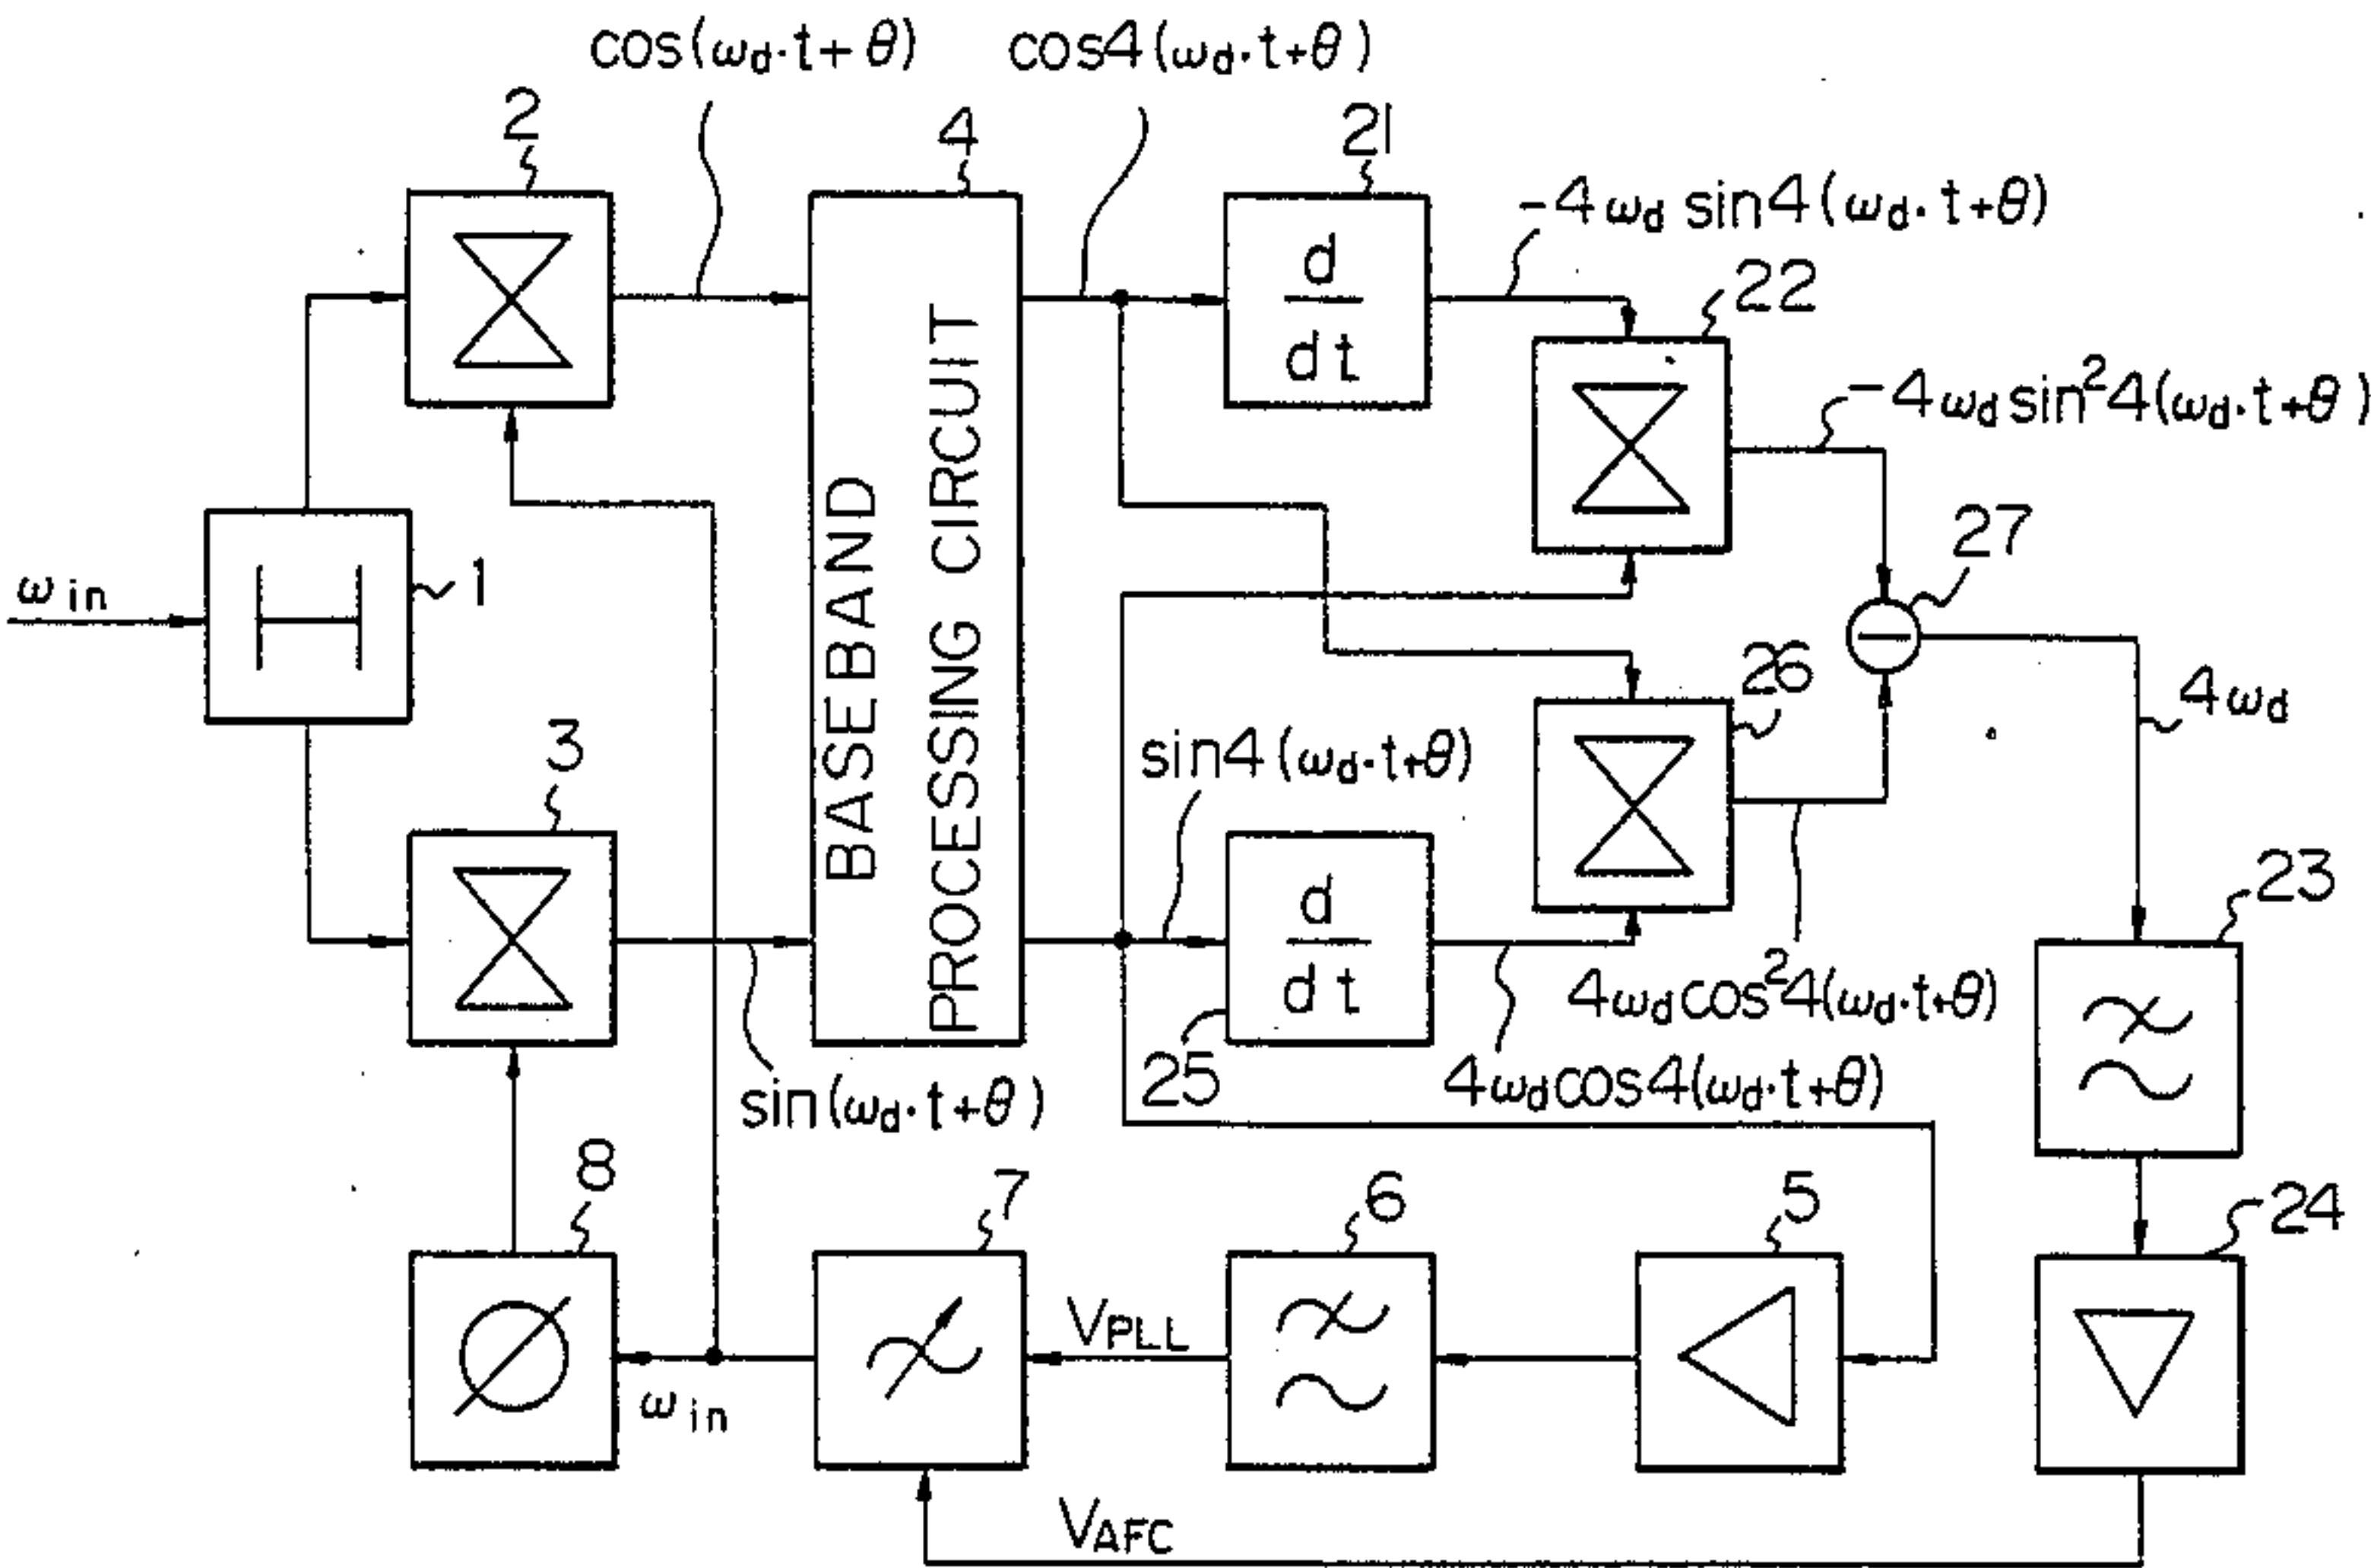 cos(ωd·t+θ)
cos4(ωd·t+θ)
2
4
21
-4ωd sin4(ωd·t+θ)
22
d
dt
-4ωd sin²4(ωd·t+θ)
ωin
1
27
BASEBAND
PROCESSING CIRCUIT
26
4ωd
3
sin4(ωd·t+θ)
23
d
dt
4ωd cos²4(ωd·t+θ)
25
4ωd cos4(ωd·t+θ)
sin(ωd·t+θ)
8
7
6
5
24
VPLL
ωin
VAFC